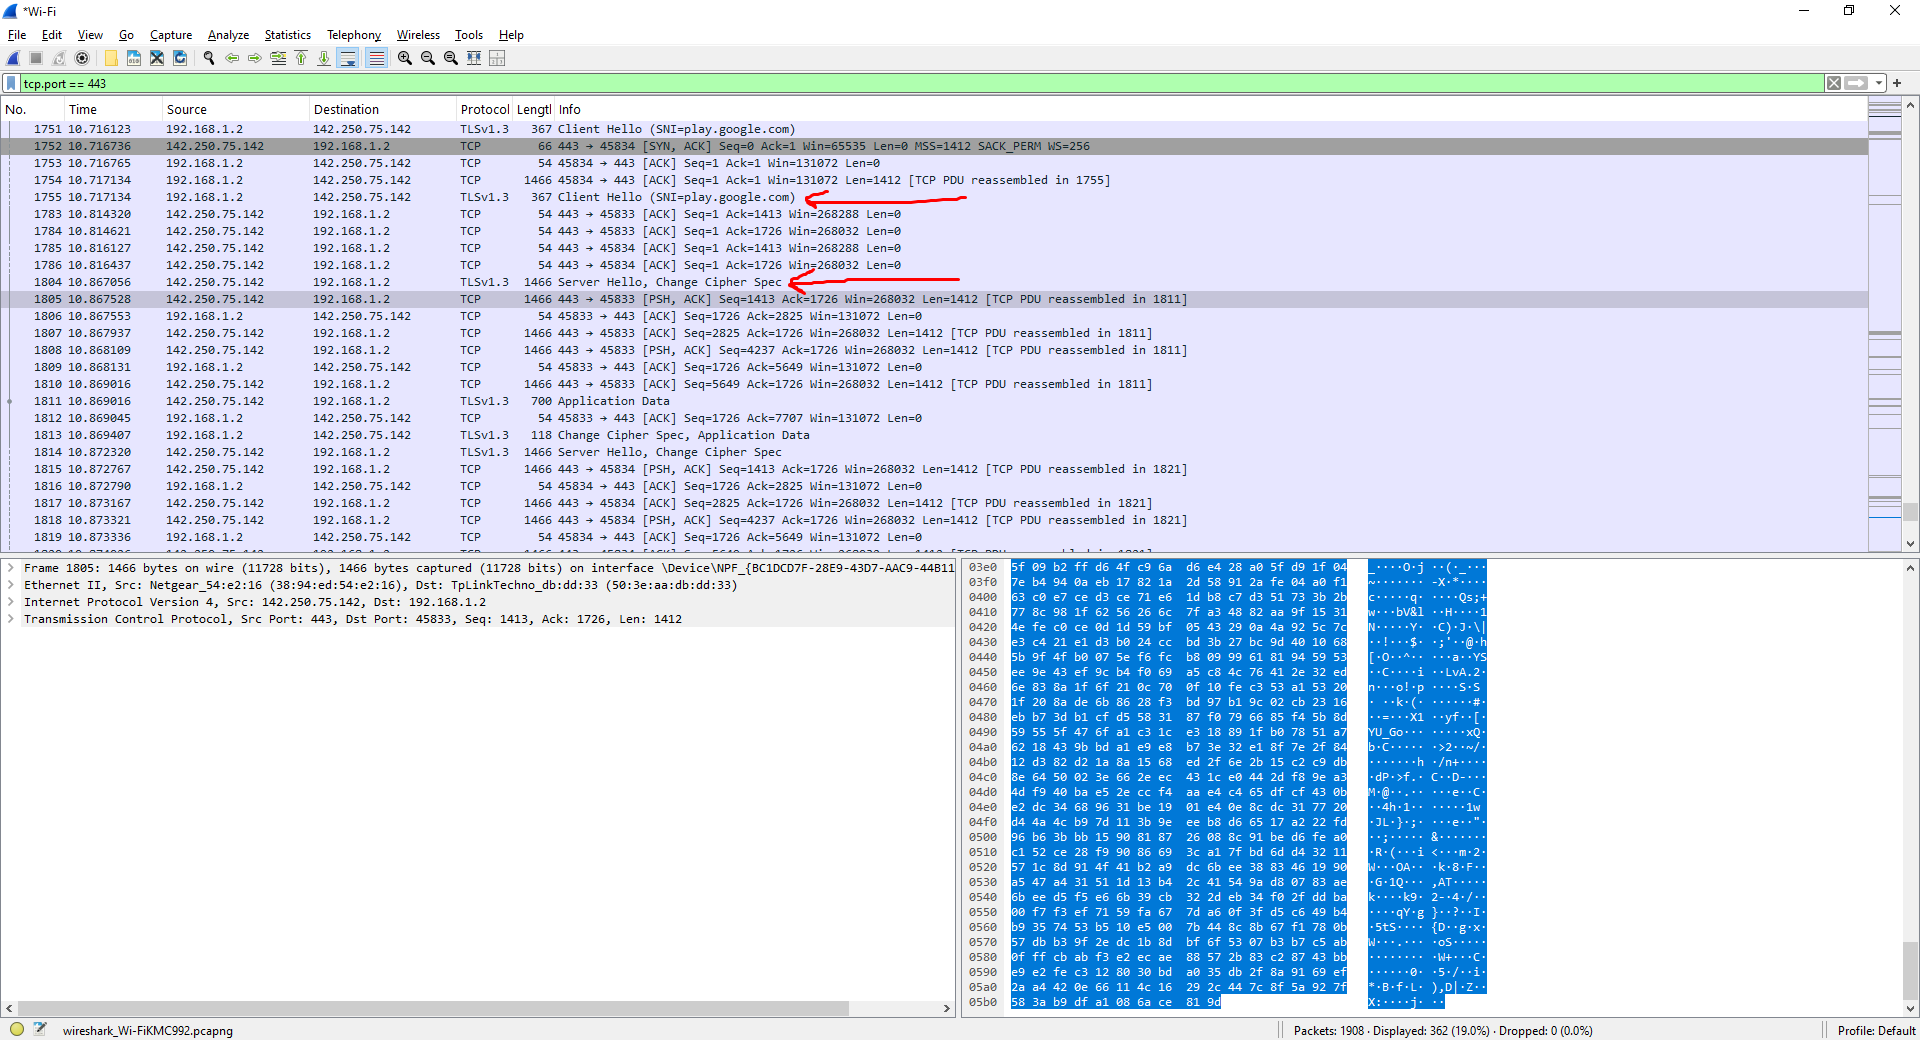 *Wi-Fi
File Edit View Go Capture Analyze Statistics Telephony Wireless Tools Help
tcp.port == 443
No. Time Source Destination Protocol Lengtl Info
1751 10.716123 192.168.1.2 142.250.75.142 TLSv1.3 367 Client Hello (SNI=play.google.com)
1752 10.716736 142.250.75.142 192.168.1.2 TCP 66 443 → 45834 [SYN, ACK] Seq=0 Ack=1 Win=65535 Len=0 MSS=1412 SACK_PERM WS=256
1753 10.716765 192.168.1.2 142.250.75.142 TCP 54 45834 → 443 [ACK] Seq=1 Ack=1 Win=131072 Len=0
1754 10.717134 192.168.1.2 142.250.75.142 TCP 1466 45834 → 443 [ACK] Seq=1 Ack=1 Win=131072 Len=1412 [TCP PDU reassembled in 1755]
1755 10.717134 192.168.1.2 142.250.75.142 TLSv1.3 367 Client Hello (SNI=play.google.com)
1783 10.814320 142.250.75.142 192.168.1.2 TCP 54 443 → 45833 [ACK] Seq=1 Ack=1413 Win=268288 Len=0
1784 10.814621 142.250.75.142 192.168.1.2 TCP 54 443 → 45833 [ACK] Seq=1 Ack=1726 Win=268032 Len=0
1785 10.816127 142.250.75.142 192.168.1.2 TCP 54 443 → 45834 [ACK] Seq=1 Ack=1413 Win=268288 Len=0
1786 10.816437 142.250.75.142 192.168.1.2 TCP 54 443 → 45834 [ACK] Seq=1 Ack=1726 Win=268032 Len=0
1804 10.867056 142.250.75.142 192.168.1.2 TLSv1.3 1466 Server Hello, Change Cipher Spec
1805 10.867528 142.250.75.142 192.168.1.2 TCP 1466 443 → 45833 [PSH, ACK] Seq=1413 Ack=1726 Win=268032 Len=1412 [TCP PDU reassembled in 1811]
1806 10.867553 192.168.1.2 142.250.75.142 TCP 54 45833 → 443 [ACK] Seq=1726 Ack=2825 Win=131072 Len=0
1807 10.867937 142.250.75.142 192.168.1.2 TCP 1466 443 → 45833 [ACK] Seq=2825 Ack=1726 Win=268032 Len=1412 [TCP PDU reassembled in 1811]
1808 10.868109 142.250.75.142 192.168.1.2 TCP 1466 443 → 45833 [PSH, ACK] Seq=4237 Ack=1726 Win=268032 Len=1412 [TCP PDU reassembled in 1811]
1809 10.868131 192.168.1.2 142.250.75.142 TCP 54 45833 → 443 [ACK] Seq=1726 Ack=5649 Win=131072 Len=0
1810 10.869016 142.250.75.142 192.168.1.2 TCP 1466 443 → 45833 [ACK] Seq=5649 Ack=1726 Win=268032 Len=1412 [TCP PDU reassembled in 1811]
1811 10.869016 142.250.75.142 192.168.1.2 TLSv1.3 700 Application Data
1812 10.869045 192.168.1.2 142.250.75.142 TCP 54 45833 → 443 [ACK] Seq=1726 Ack=7707 Win=131072 Len=0
1813 10.869407 192.168.1.2 142.250.75.142 TLSv1.3 118 Change Cipher Spec, Application Data
1814 10.872320 142.250.75.142 192.168.1.2 TLSv1.3 1466 Server Hello, Change Cipher Spec
1815 10.872767 142.250.75.142 192.168.1.2 TCP 1466 443 → 45834 [PSH, ACK] Seq=1413 Ack=1726 Win=268032 Len=1412 [TCP PDU reassembled in 1821]
1816 10.872790 192.168.1.2 142.250.75.142 TCP 54 45834 → 443 [ACK] Seq=1726 Ack=2825 Win=131072 Len=0
1817 10.873167 142.250.75.142 192.168.1.2 TCP 1466 443 → 45834 [ACK] Seq=2825 Ack=1726 Win=268032 Len=1412 [TCP PDU reassembled in 1821]
1818 10.873321 142.250.75.142 192.168.1.2 TCP 1466 443 → 45834 [PSH, ACK] Seq=4237 Ack=1726 Win=268032 Len=1412 [TCP PDU reassembled in 1821]
1819 10.873336 192.168.1.2 142.250.75.142 TCP 54 45834 → 443 [ACK] Seq=1726 Ack=5649 Win=131072 Len=0
Frame 1805: 1466 bytes on wire (11728 bits), 1466 bytes captured (11728 bits) on interface \Device\NPF_{BC1DCD7F-28E9-43D7-AAC9-44B11
Ethernet II, Src: Netgear_54:e2:16 (38:94:ed:54:e2:16), Dst: TpLinkTechno_db:dd:33 (50:3e:aa:db:dd:33)
Internet Protocol Version 4, Src: 142.250.75.142, Dst: 192.168.1.2
Transmission Control Protocol, Src Port: 443, Dst Port: 45833, Seq: 1413, Ack: 1726, Len: 1412
03e0 5f 09 b2 ff d6 4f c9 6a d6 e4 28 a0 5f d9 1f 04
03f0 7e b4 94 0a eb 17 82 1a 2d 58 91 2a fe 04 a0 f1
0400 63 c0 e7 ce d3 ce 71 e6 1d b8 c7 d3 51 73 3b 2b
0410 77 8c 98 1f 62 56 26 6c 7f a3 48 82 aa 9f 15 31
0420 4e fe c0 ce 0d 1d 59 bf 05 43 29 0a 4a 92 5c 7c
0430 e3 c4 21 e1 d3 b0 24 cc bd 3b 27 bc 9d 40 10 68
0440 5b 9f 4f b0 07 5e f6 fc b8 09 99 61 81 94 59 53
0450 ee 9e 43 ef 9c b4 f0 69 a5 c8 4c 76 41 2e 32 ed
0460 6e 83 8a 1f 6f 21 0c 70 0f 10 fe c3 53 a1 53 20
0470 1f 20 8a de 6b 86 28 f3 bd 97 b1 9c 02 cb 23 16
0480 eb b7 3d b1 cf d5 58 31 87 f0 79 66 85 f4 5b 8d
0490 59 55 5f 47 6f a1 c3 1c e3 18 89 1f b0 78 51 a7
04a0 62 18 43 9b bd a1 e9 e8 b7 3e 32 e1 8f 7e 2f 84
04b0 12 d3 82 d2 1a 8a 15 68 ed 2f 6e 2b 15 c2 c9 db
04c0 8e 64 50 02 3e 66 2e ec 43 1c e0 44 2d f8 9e a3
04d0 4d f9 40 ba e5 2e cc f4 aa e4 c4 65 df cf 43 0b
04e0 e2 dc 34 68 96 31 be 19 01 e4 0e 8c dc 31 77 20
04f0 d4 4a 4c b9 7d 11 3b 9e ee b8 d6 65 17 a2 22 fd
0500 96 b6 3b bb 15 90 81 87 26 08 8c 91 be d6 fe a0
0510 c1 52 ce 28 f9 90 86 69 3c a1 7f bd 6d d4 32 11
0520 57 1c 8d 91 4f 41 b2 a9 dc 6b ee 38 83 46 19 90
0530 a5 47 a4 31 51 1d 13 b4 2c 41 54 9a d8 07 83 ae
0540 6b ee d5 f5 e6 6b 39 cb 32 2d eb 34 f0 2f dd ba
0550 00 f7 f3 ef 71 59 fa 67 7d a6 0f 3f d5 c6 49 b4
0560 b9 35 74 53 b5 10 e5 00 7b 44 8c 8b 67 f1 78 0b
0570 57 db b3 9f 2e dc 1b 8d bf 6f 53 07 b3 b7 c5 ab
0580 0f ff cb ab f3 e2 ec ae 88 57 2b 83 c2 87 43 bb
0590 e9 e2 fe c3 12 80 30 bd a0 35 db 2f 8a 91 69 ef
05a0 2a a4 42 0e 66 11 4c 16 29 2c 44 7c 8f 5a 92 7f
05b0 58 3a b9 df a1 08 6a ce 81 9d
wireshark_Wi-FiKMC992.pcapng
Packets: 1908 · Displayed: 362 (19.0%) · Dropped: 0 (0.0%)
Profile: Default